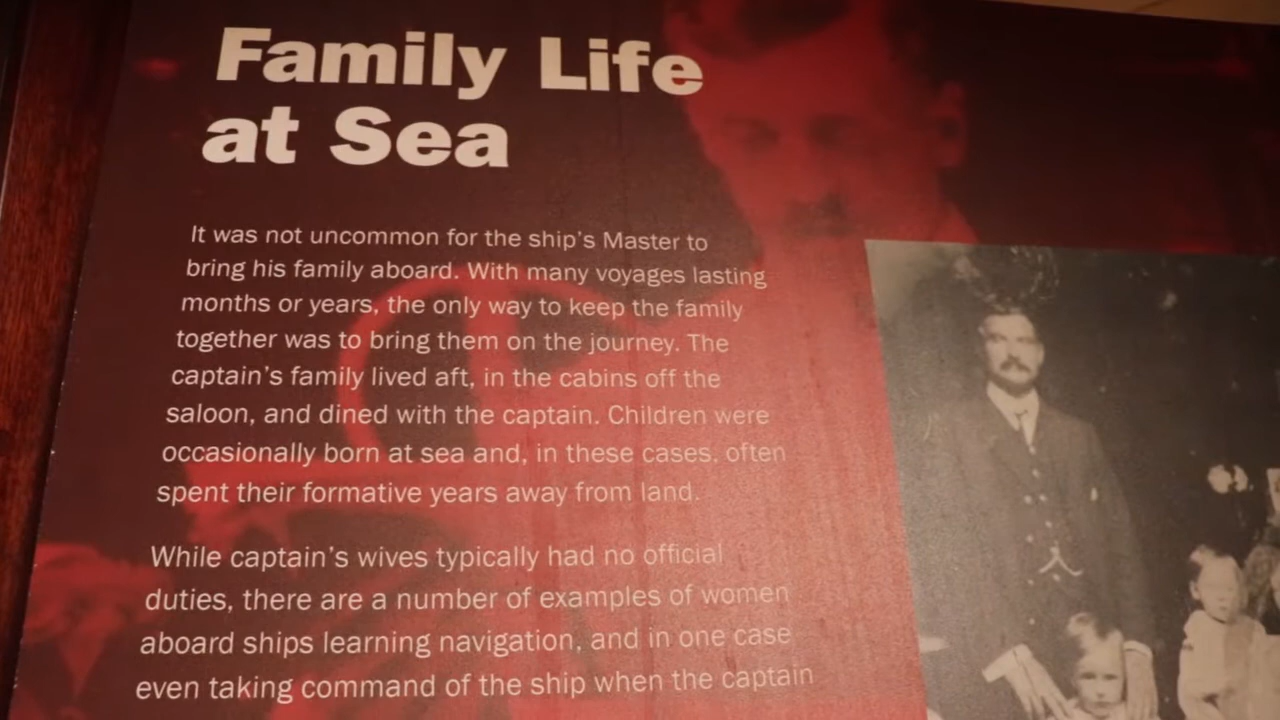 Family Life
at Sea
It was not uncommon for the ship's Master to
bring his family aboard. With many voyages lasting
months or years, the only way to keep the family
together was to bring them on the journey. The
captain's family lived aft, in the cabins off the
saloon, and dined with the captain. Children were
occasionally born at sea and, in these cases, often
spent their formative years away from land.
While captain's wives typically had no official
duties, there are a number of examples of women
aboard ships learning navigation, and in one case
even taking command of the ship when the captain